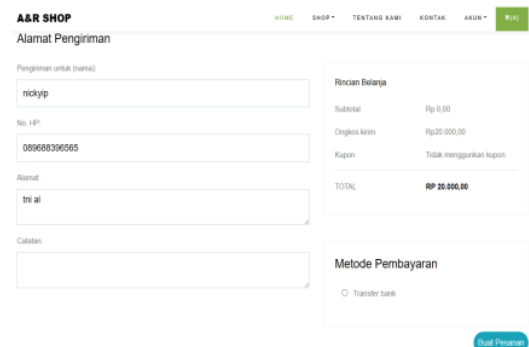 A&R SHOP
HOME SHOP TENTANG KAMI KONTAK AKUN [0]
Alamat Pengiriman
Pengiriman untuk (nama):
nickyip
No. HP:
089688396565
Alamat:
tni al
Catatan:
Rincian Belanja
Subtotal Rp 0,00
Ongkos kirim Rp20.000,00
Kupon Tidak menggunkan kupon
TOTAL RP 20.000,00
Metode Pembayaran
Transfer bank
Buat Pesanan